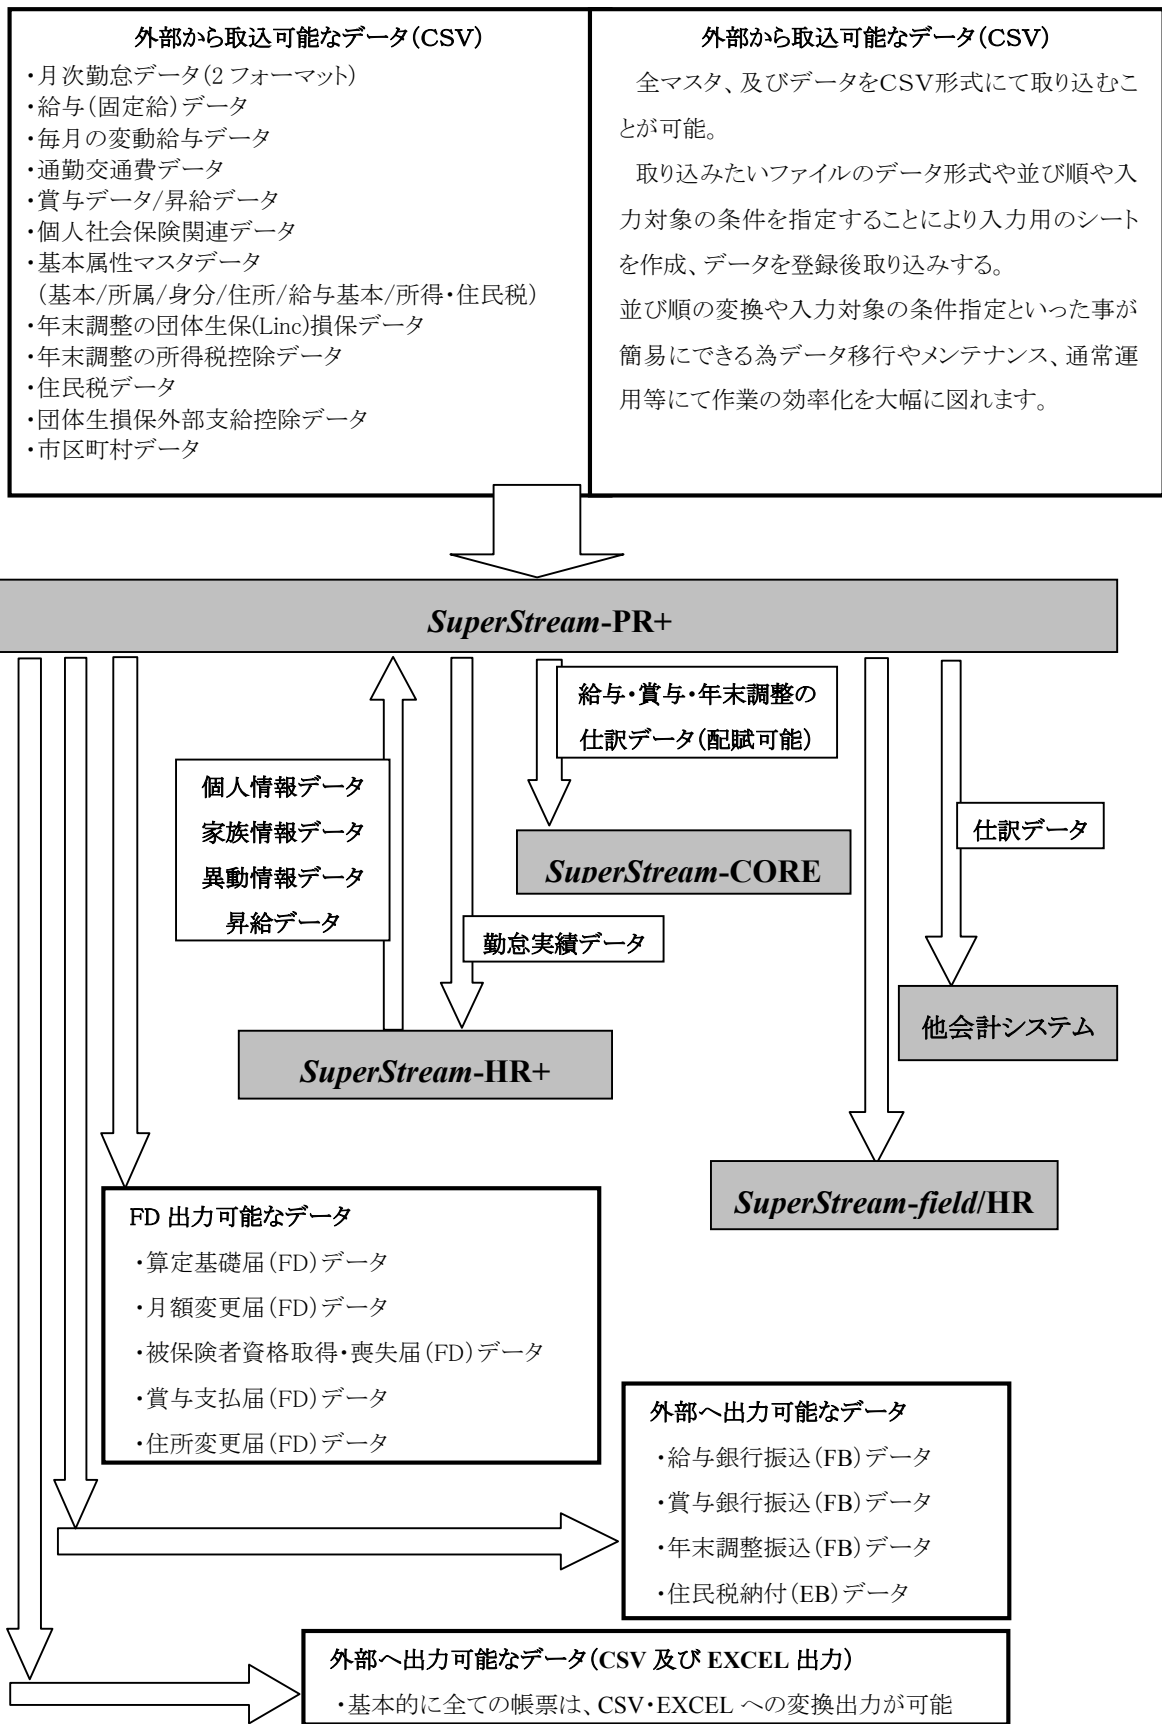 外部から取込可能なデータ(CSV)
・月次勤怠データ(2フォーマット)
・給与(固定給)データ
・毎月の変動給与データ
・通勤交通費データ
・賞与データ/昇給データ
・個人社会保険関連データ
・基本属性マスタデータ
(基本/所属/身分/住所/給与基本/所得・住民税)
・年末調整の団体生保(Linc)損保データ
・年末調整の所得税控除データ
・住民税データ
・団体生損保外部支給控除データ
・市区町村データ
外部から取込可能なデータ(CSV)
全マスタ、及びデータをCSV形式にて取り込むこ
とが可能。
取り込みたいファイルのデータ形式や並び順や入
力対象の条件を指定することにより入力用のシート
を作成、データを登録後取り込みする。
並び順の変換や入力対象の条件指定といった事が
簡易にできる為データ移行やメンテナンス、通常運
用等にて作業の効率化を大幅に図れます。
SuperStream-PR+
給与・賞与・年末調整の
仕訳データ(配賦可能)
個人情報データ
家族情報データ
異動情報データ
昇給データ
仕訳データ
SuperStream-CORE
勤怠実績データ
他会計システム
SuperStream-HR+
SuperStream-field/HR
FD 出力可能なデータ
・算定基礎届(FD)データ
・月額変更届(FD)データ
・被保険者資格取得・喪失届(FD)データ
・賞与支払届(FD)データ
・住所変更届(FD)データ
外部へ出力可能なデータ
・給与銀行振込(FB)データ
・賞与銀行振込(FB)データ
・年末調整振込(FB)データ
・住民税納付(EB)データ
外部へ出力可能なデータ(CSV 及び EXCEL 出力)
・基本的に全ての帳票は、CSV・EXCEL への変換出力が可能